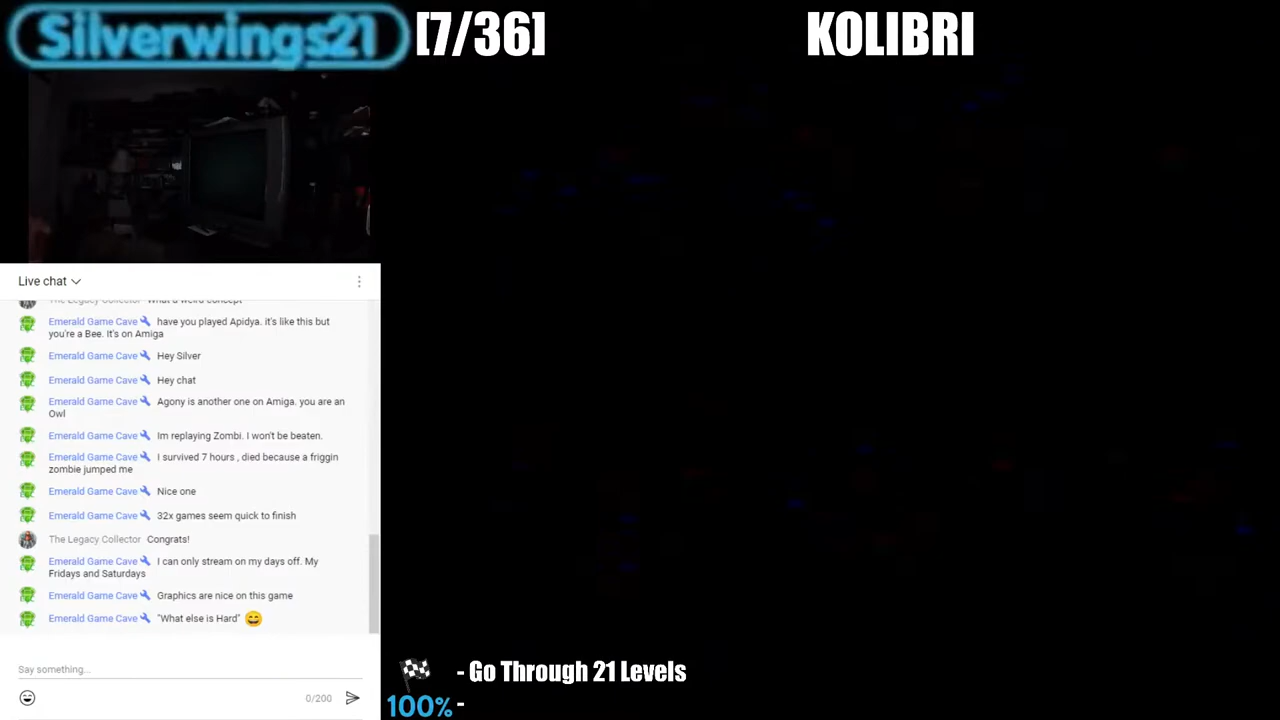 Silverwings21 [7/36] KOLIBRI
Live chat
The Legacy Collector What a weird concept
Emerald Game Cave have you played Apidya. it's like this but
you're a Bee. It's on Amiga
Emerald Game Cave Hey Silver
Emerald Game Cave Hey chat
Emerald Game Cave Agony is another one on Amiga. you are an
Owl
Emerald Game Cave Im replaying Zombi. I won't be beaten.
Emerald Game Cave I survived 7 hours , died because a friggin
zombie jumped me
Emerald Game Cave Nice one
Emerald Game Cave 32x games seem quick to finish
The Legacy Collector Congrats!
Emerald Game Cave I can only stream on my days off. My
Fridays and Saturdays
Emerald Game Cave Graphics are nice on this game
Emerald Game Cave "What else is Hard" 😄
Say something...
0/200
- Go Through 21 Levels
100% -